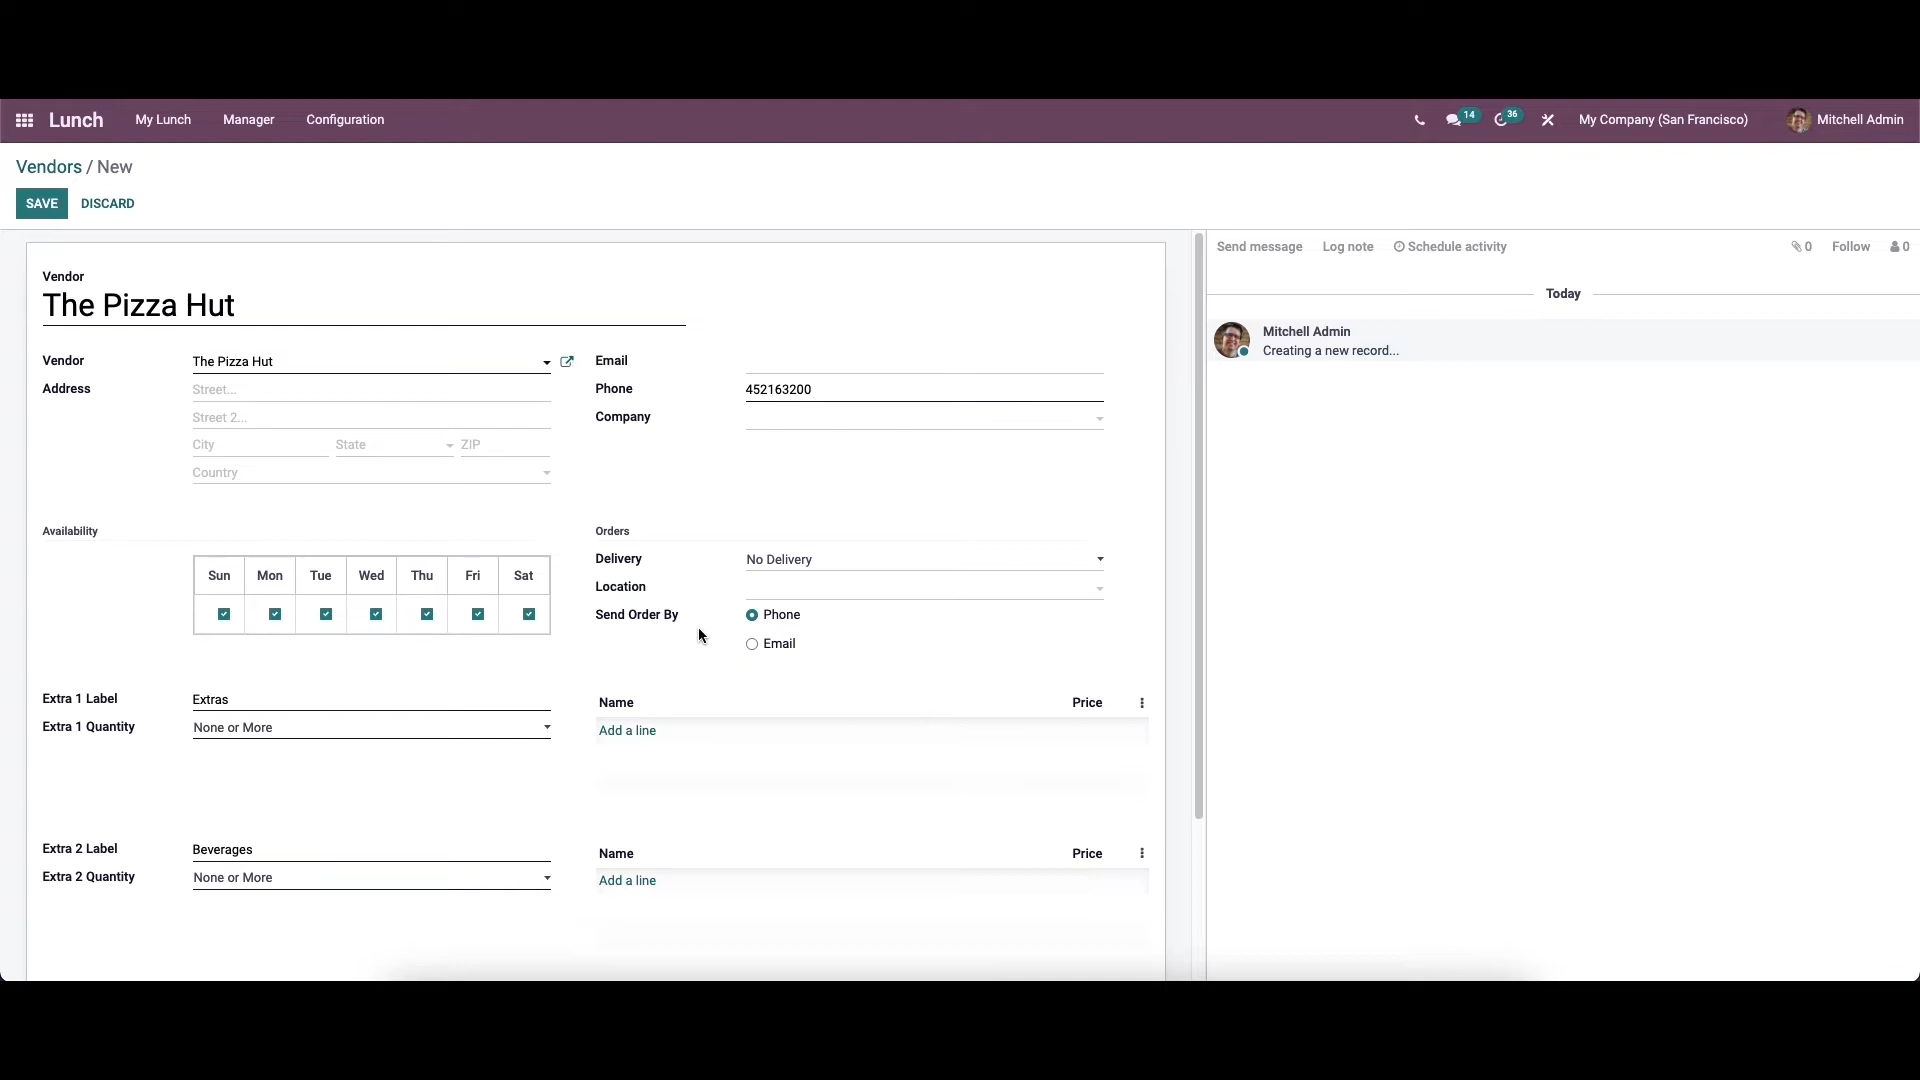 Lunch My Lunch Manager Configuration 14 36 My Company (San Francisco) Mitchell Admin
Vendors / New
SAVE DISCARD
Send message Log note Schedule activity 0 Follow 0
Today
Mitchell Admin
Creating a new record...
Vendor
The Pizza Hut
Vendor The Pizza Hut
Address Street...
Street 2...
City State ZIP
Country
Email
Phone 452163200
Company
Availability
Sun Mon Tue Wed Thu Fri Sat
Orders
Delivery No Delivery
Location
Send Order By Phone
Email
Extra 1 Label Extras
Extra 1 Quantity None or More
Name Price
Add a line
Extra 2 Label Beverages
Extra 2 Quantity None or More
Name Price
Add a line